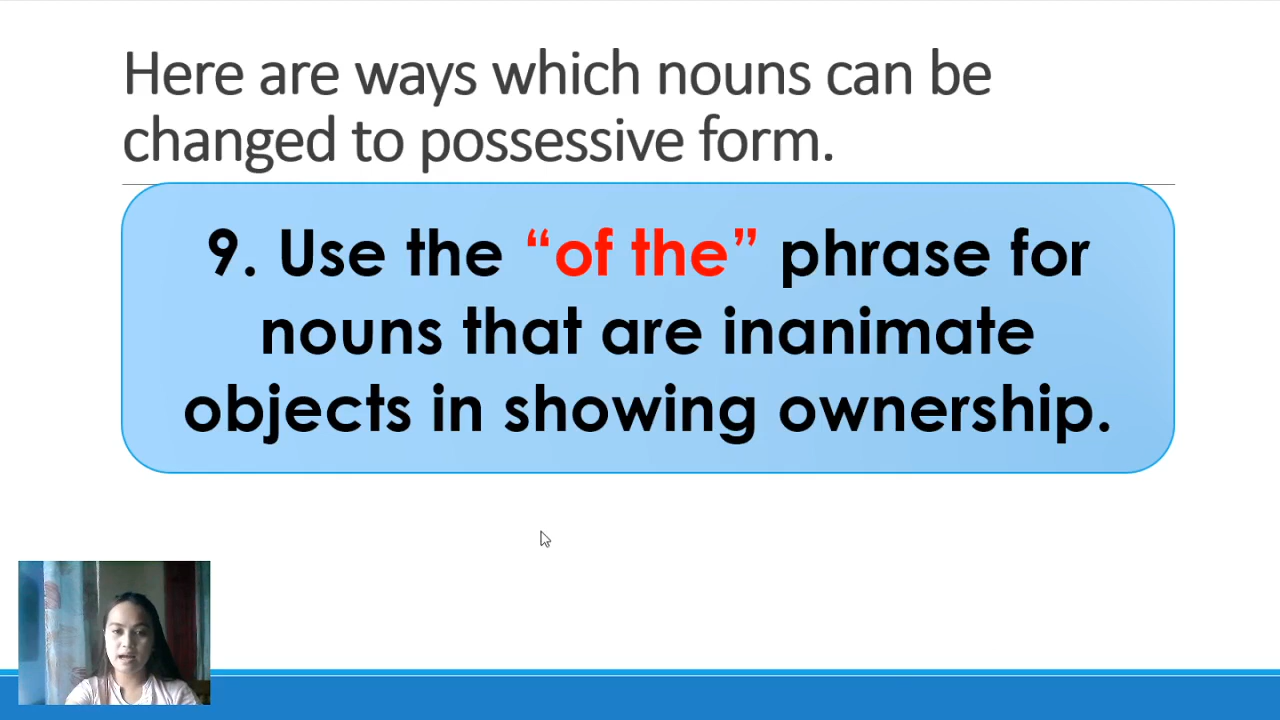 Here are ways which nouns can be
changed to possessive form.
9. Use the “of the” phrase for
nouns that are inanimate
objects in showing ownership.